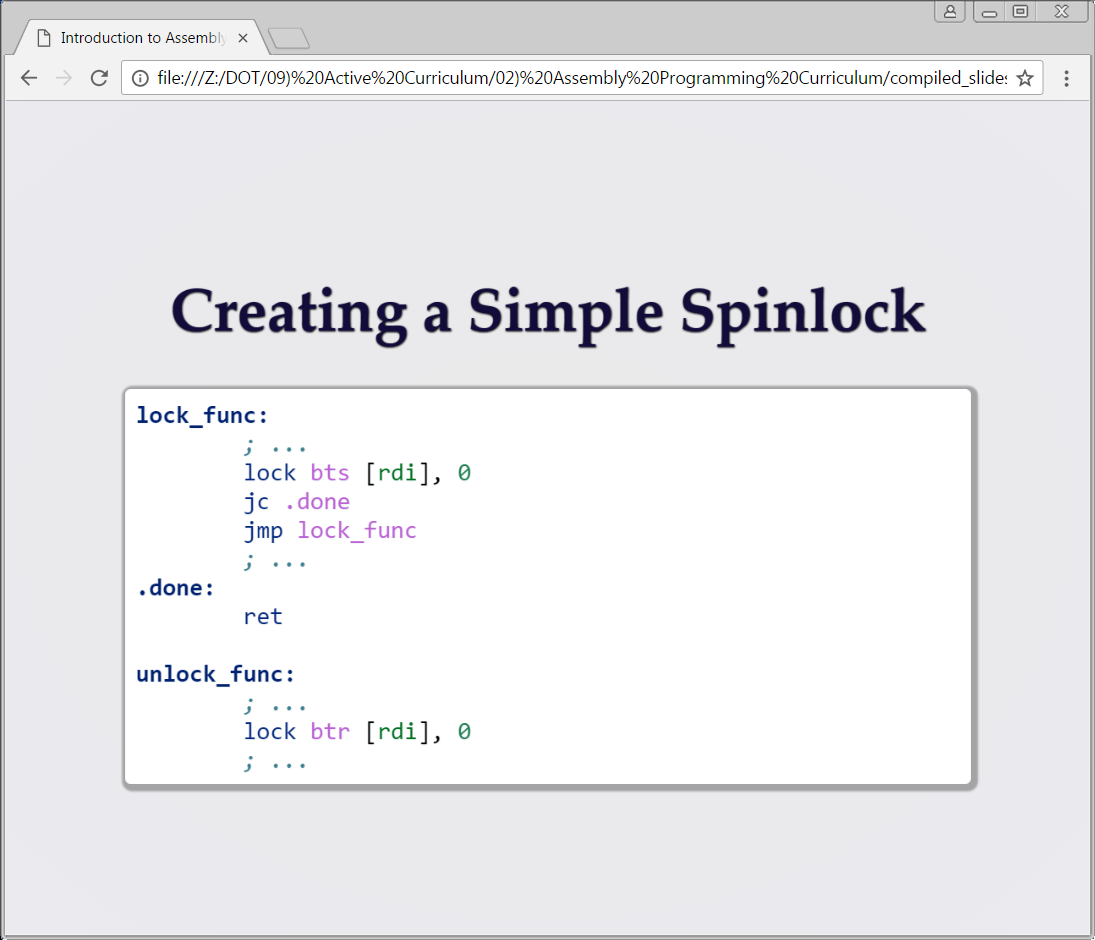 Introduction to Assembly
file:///Z:/DOT/09)%20Active%20Curriculum/02)%20Assembly%20Programming%20Curriculum/compiled_slides
Creating a Simple Spinlock
lock_func:
; ...
lock bts [rdi], 0
jc .done
jmp lock_func
; ...
.done:
ret
unlock_func:
; ...
lock btr [rdi], 0
; ...